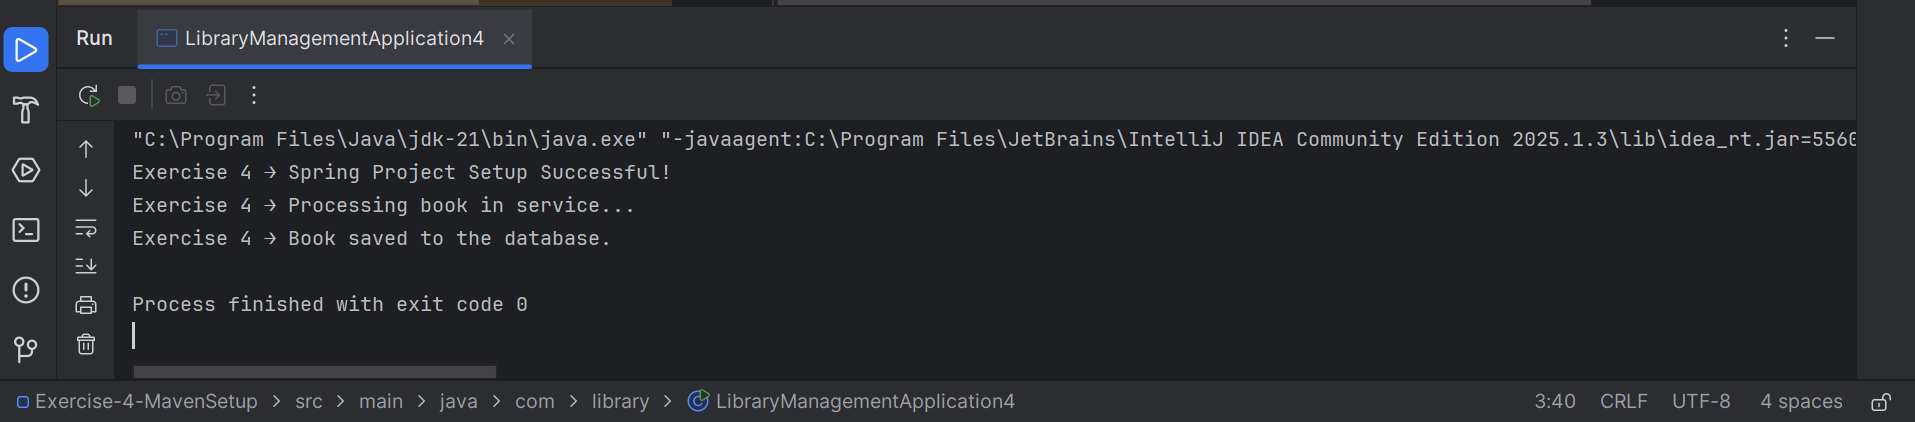 Run LibraryManagementApplication4
"C:\Program Files\Java\jdk-21\bin\java.exe" "-javaagent:C:\Program Files\JetBrains\IntelliJ IDEA Community Edition 2025.1.3\lib\idea_rt.jar=5560
Exercise 4 → Spring Project Setup Successful!
Exercise 4 → Processing book in service...
Exercise 4 → Book saved to the database.
Process finished with exit code 0
Exercise-4-MavenSetup > src > main > java > com > library > LibraryManagementApplication4 3:40 CRLF UTF-8 4 spaces